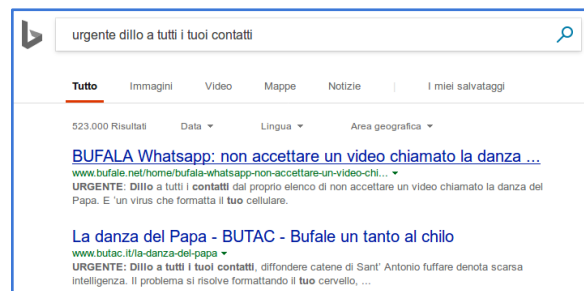 urgente dillo a tutti i tuoi contatti
Tutto Immagini Video Mappe Notizie I miei salvataggi
523.000 Risultati Data Lingua Area geografica
BUFALA Whatsapp: non accettare un video chiamato la danza ...
www.bufale.net/home/bufala-whatsapp-non-accettare-un-video-chi...
URGENTE: Dillo a tutti i contatti dal proprio elenco di non accettare un video chiamato la danza del
Papa. E 'un virus che formatta il tuo cellulare.
La danza del Papa - BUTAC - Bufale un tanto al chilo
www.butac.it/la-danza-del-papa
URGENTE: Dillo a tutti i tuoi contatti, diffondere catene di Sant' Antonio fuffare denota scarsa
intelligenza. Il problema si risolve formattando il tuo cervello, ...